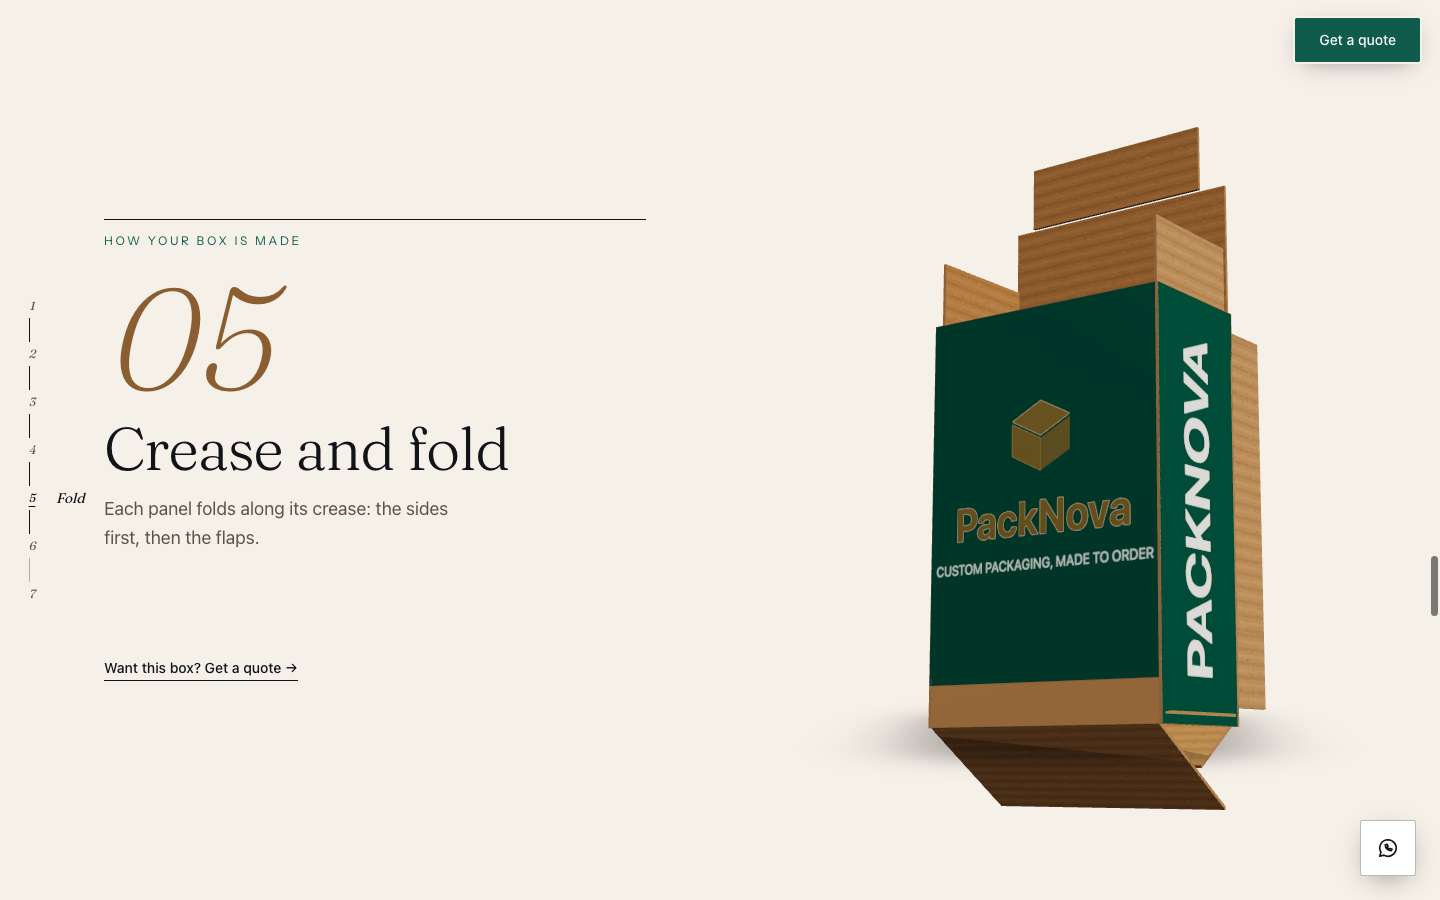 Get a quote
HOW YOUR BOX IS MADE
05
Crease and fold
Each panel folds along its crease: the sides
first, then the flaps.
Want this box? Get a quote →
1
2
3
4
5 Fold
6
7
PackNova
CUSTOM PACKAGING, MADE TO ORDER
PACKNOVA